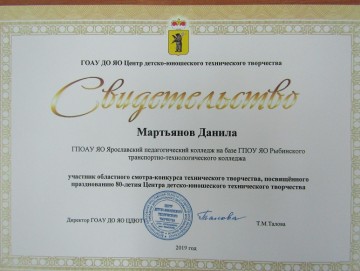 ГОАУ ДО ЯО Центр детско-юношеского технического творчества
Свидетельство
Мартьянов Данила
ГПОАУ ЯО Ярославский педагогический колледж на базе ГПОУ ЯО Рыбинского
транспортно-технологического колледжа
участник областного смотра-конкурса технического творчества, посвящённого
празднованию 80-летия Центра детско-юношеского технического творчества
Директор ГОАУ ДО ЯО ЦДЮТТ
Т.М.Талова
2019 год